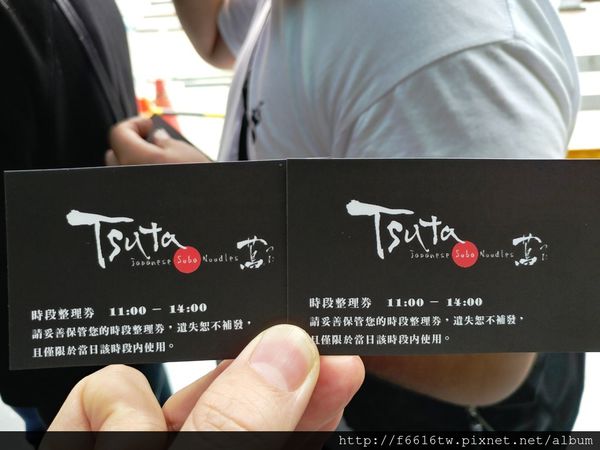 Tsuta
Japanese Soba Noodles 蔦
時段整理券 11:00 — 14:00
請妥善保管您的時段整理券，遺失恕不補發，
且僅限於當日該時段內使用。
Tsuta
Japanese Soba Noodles 蔦
時段整理券 11:00 — 14:00
請妥善保管您的時段整理券，遺失恕不補發，
且僅限於當日該時段內使用。
http://f6616tw.pixnet.net/album